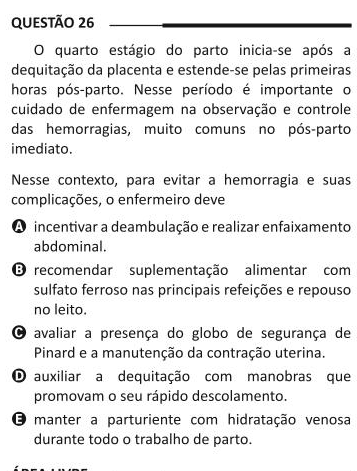 QUESTÃO 26
O quarto estágio do parto inicia-se após a
dequitação da placenta e estende-se pelas primeiras
horas pós-parto. Nesse período é importante o
cuidado de enfermagem na observação e controle
das hemorragias, muito comuns no pós-parto
imediato.
Nesse contexto, para evitar a hemorragia e suas
complicações, o enfermeiro deve
A incentivar a deambulação e realizar enfaixamento
abdominal.
B recomendar suplementação alimentar com
sulfato ferroso nas principais refeições e repouso
no leito.
C avaliar a presença do globo de segurança de
Pinard e a manutenção da contração uterina.
D auxiliar a dequitação com manobras que
promovam o seu rápido descolamento.
E manter a parturiente com hidratação venosa
durante todo o trabalho de parto.